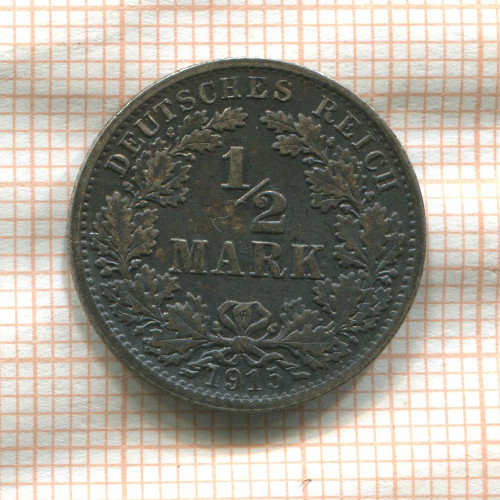 DEUTSCHES REICH
1/2
MARK
1915